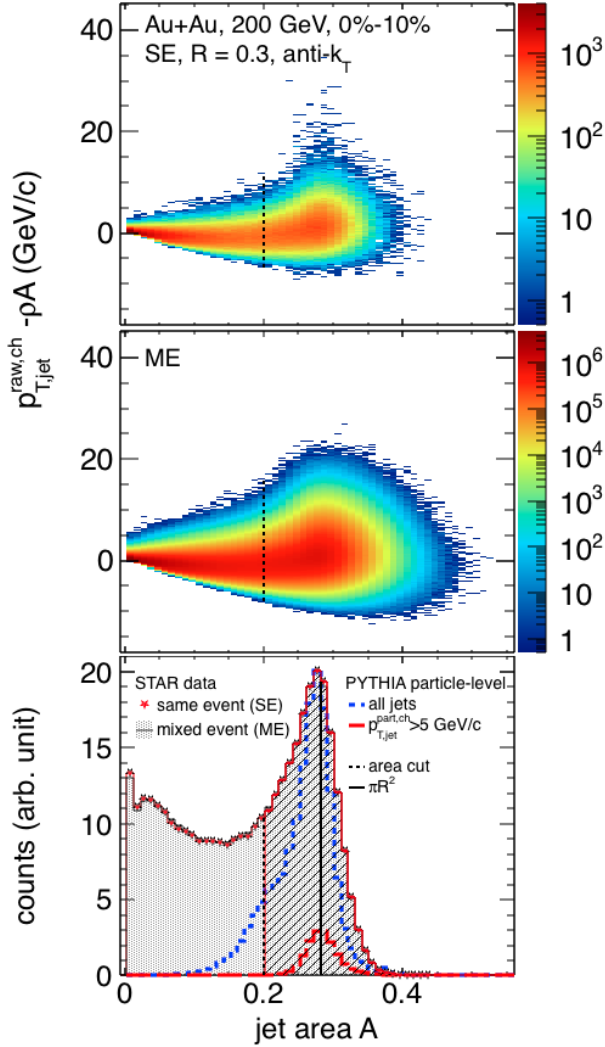 Au+Au, 200 GeV, 0%-10%
SE, R = 0.3, anti-k_T
40
20
0
10^3
10^2
10
1
p_{T,jet}^{raw,ch} -ρA (GeV/c)
ME
40
20
0
10^6
10^5
10^4
10^3
10^2
10
1
STAR data
same event (SE)
mixed event (ME)
PYTHIA particle-level
all jets
p_{T,jet}^{part,ch}>5 GeV/c
area cut
πR^2
20
15
10
5
0
counts (arb. unit)
0
0.2
0.4
jet area A